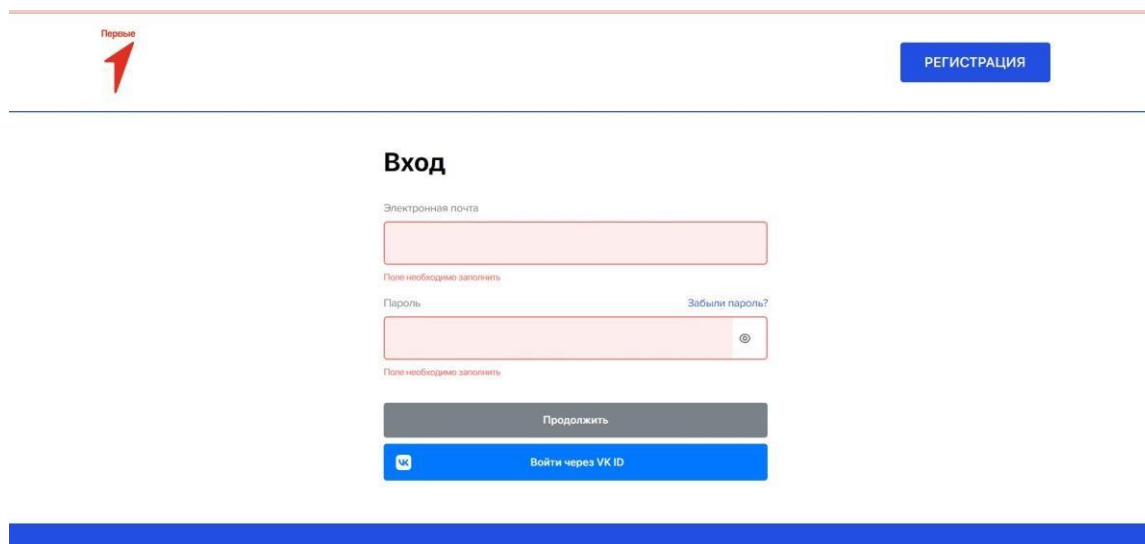 Первые
РЕГИСТРАЦИЯ
Вход
Электронная почта
Поле необходимо заполнить
Пароль
Забыли пароль?
Поле необходимо заполнить
Продолжить
Войти через VK ID